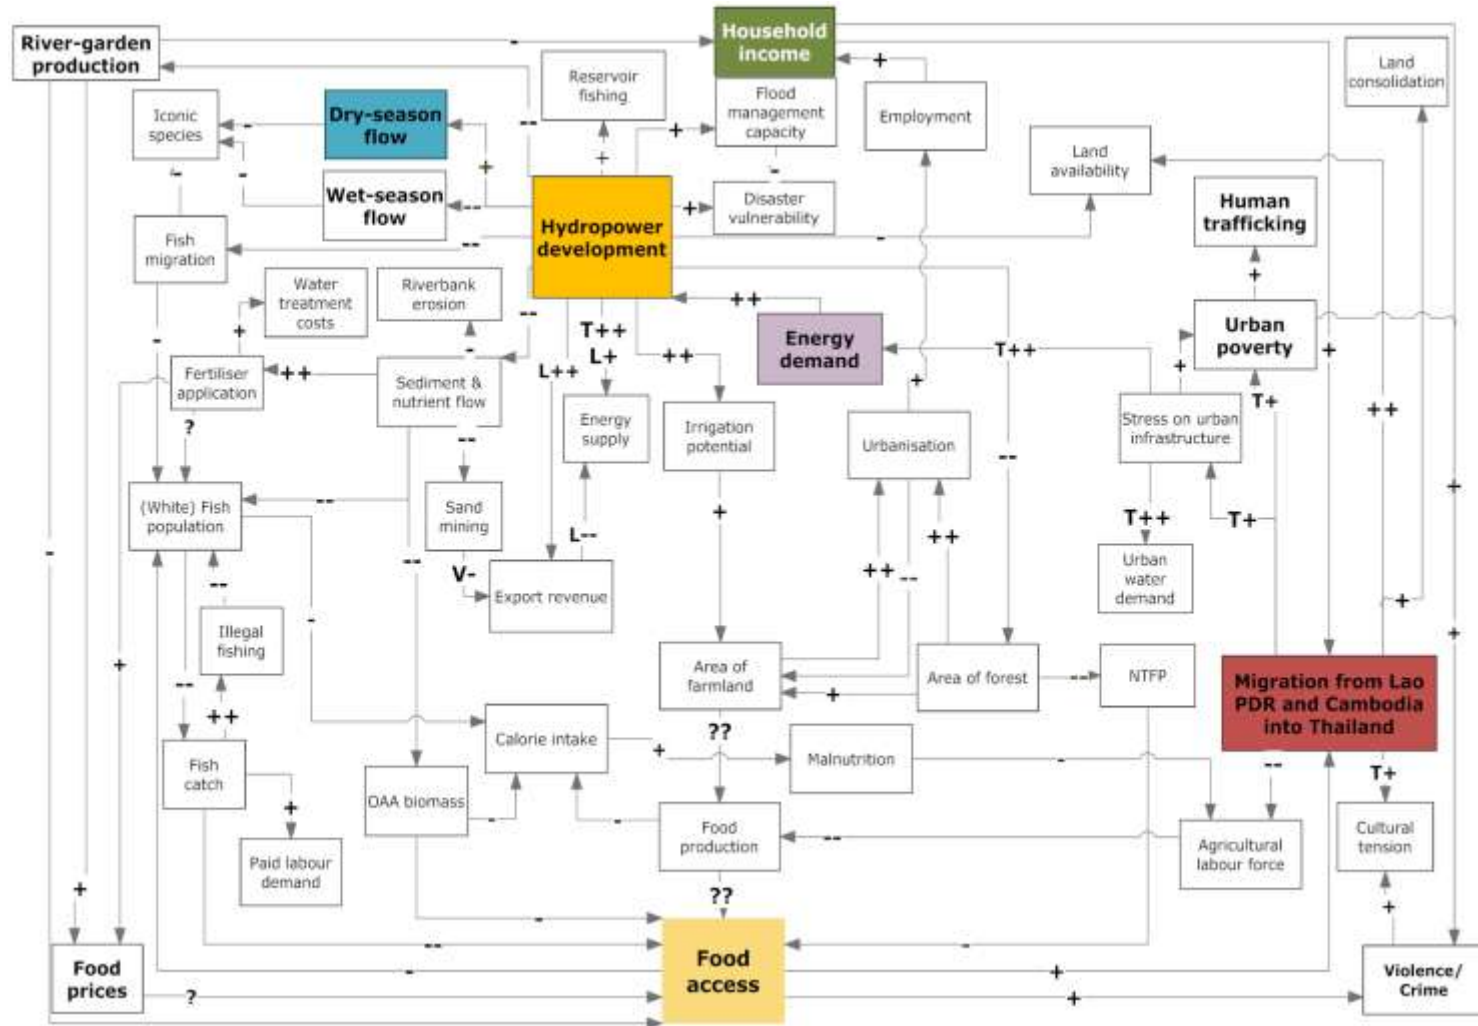 Household
income
River-garden
production
-
Land
consolidation
+
Reservoir
fishing
Flood
management
capacity
Employment
Iconic
species
Dry-season
flow
-
--
+
+
+
-
Land
availability
-
Wet-season
flow
--
-
+
Disaster
vulnerability
Human
trafficking
Hydropower
development
Fish
migration
--
-
+
Water
treatment
costs
Riverbank
erosion
++
--
Energy
demand
Urban
poverty
T++
+
-
-
T++
L+
++
T++
+
+
Fertiliser
application
++
Sediment &
nutrient flow
L++
+
T+
++
?
Energy
supply
Irrigation
potential
Urbanisation
Stress on urban
infrastructure
--
--
(White) Fish
population
--
Sand
mining
+
T++
T+
+
L--
++
-
--
V-
Export revenue
++
--
Urban
water
demand
--
+
Illegal
fishing
-
+
+
--
Area of
farmland
+
Area of forest
--
NTFP
Migration from Lao
PDR and Cambodia
into Thailand
++
??
Calorie intake
+
Malnutrition
-
--
T+
Fish
catch
+
OAA biomass
-
-
Food
production
--
Agricultural
labour force
Cultural
tension
Paid labour
demand
+
??
+
-
--
-
Food
prices
-
Food
access
+
Violence/
Crime
?
+